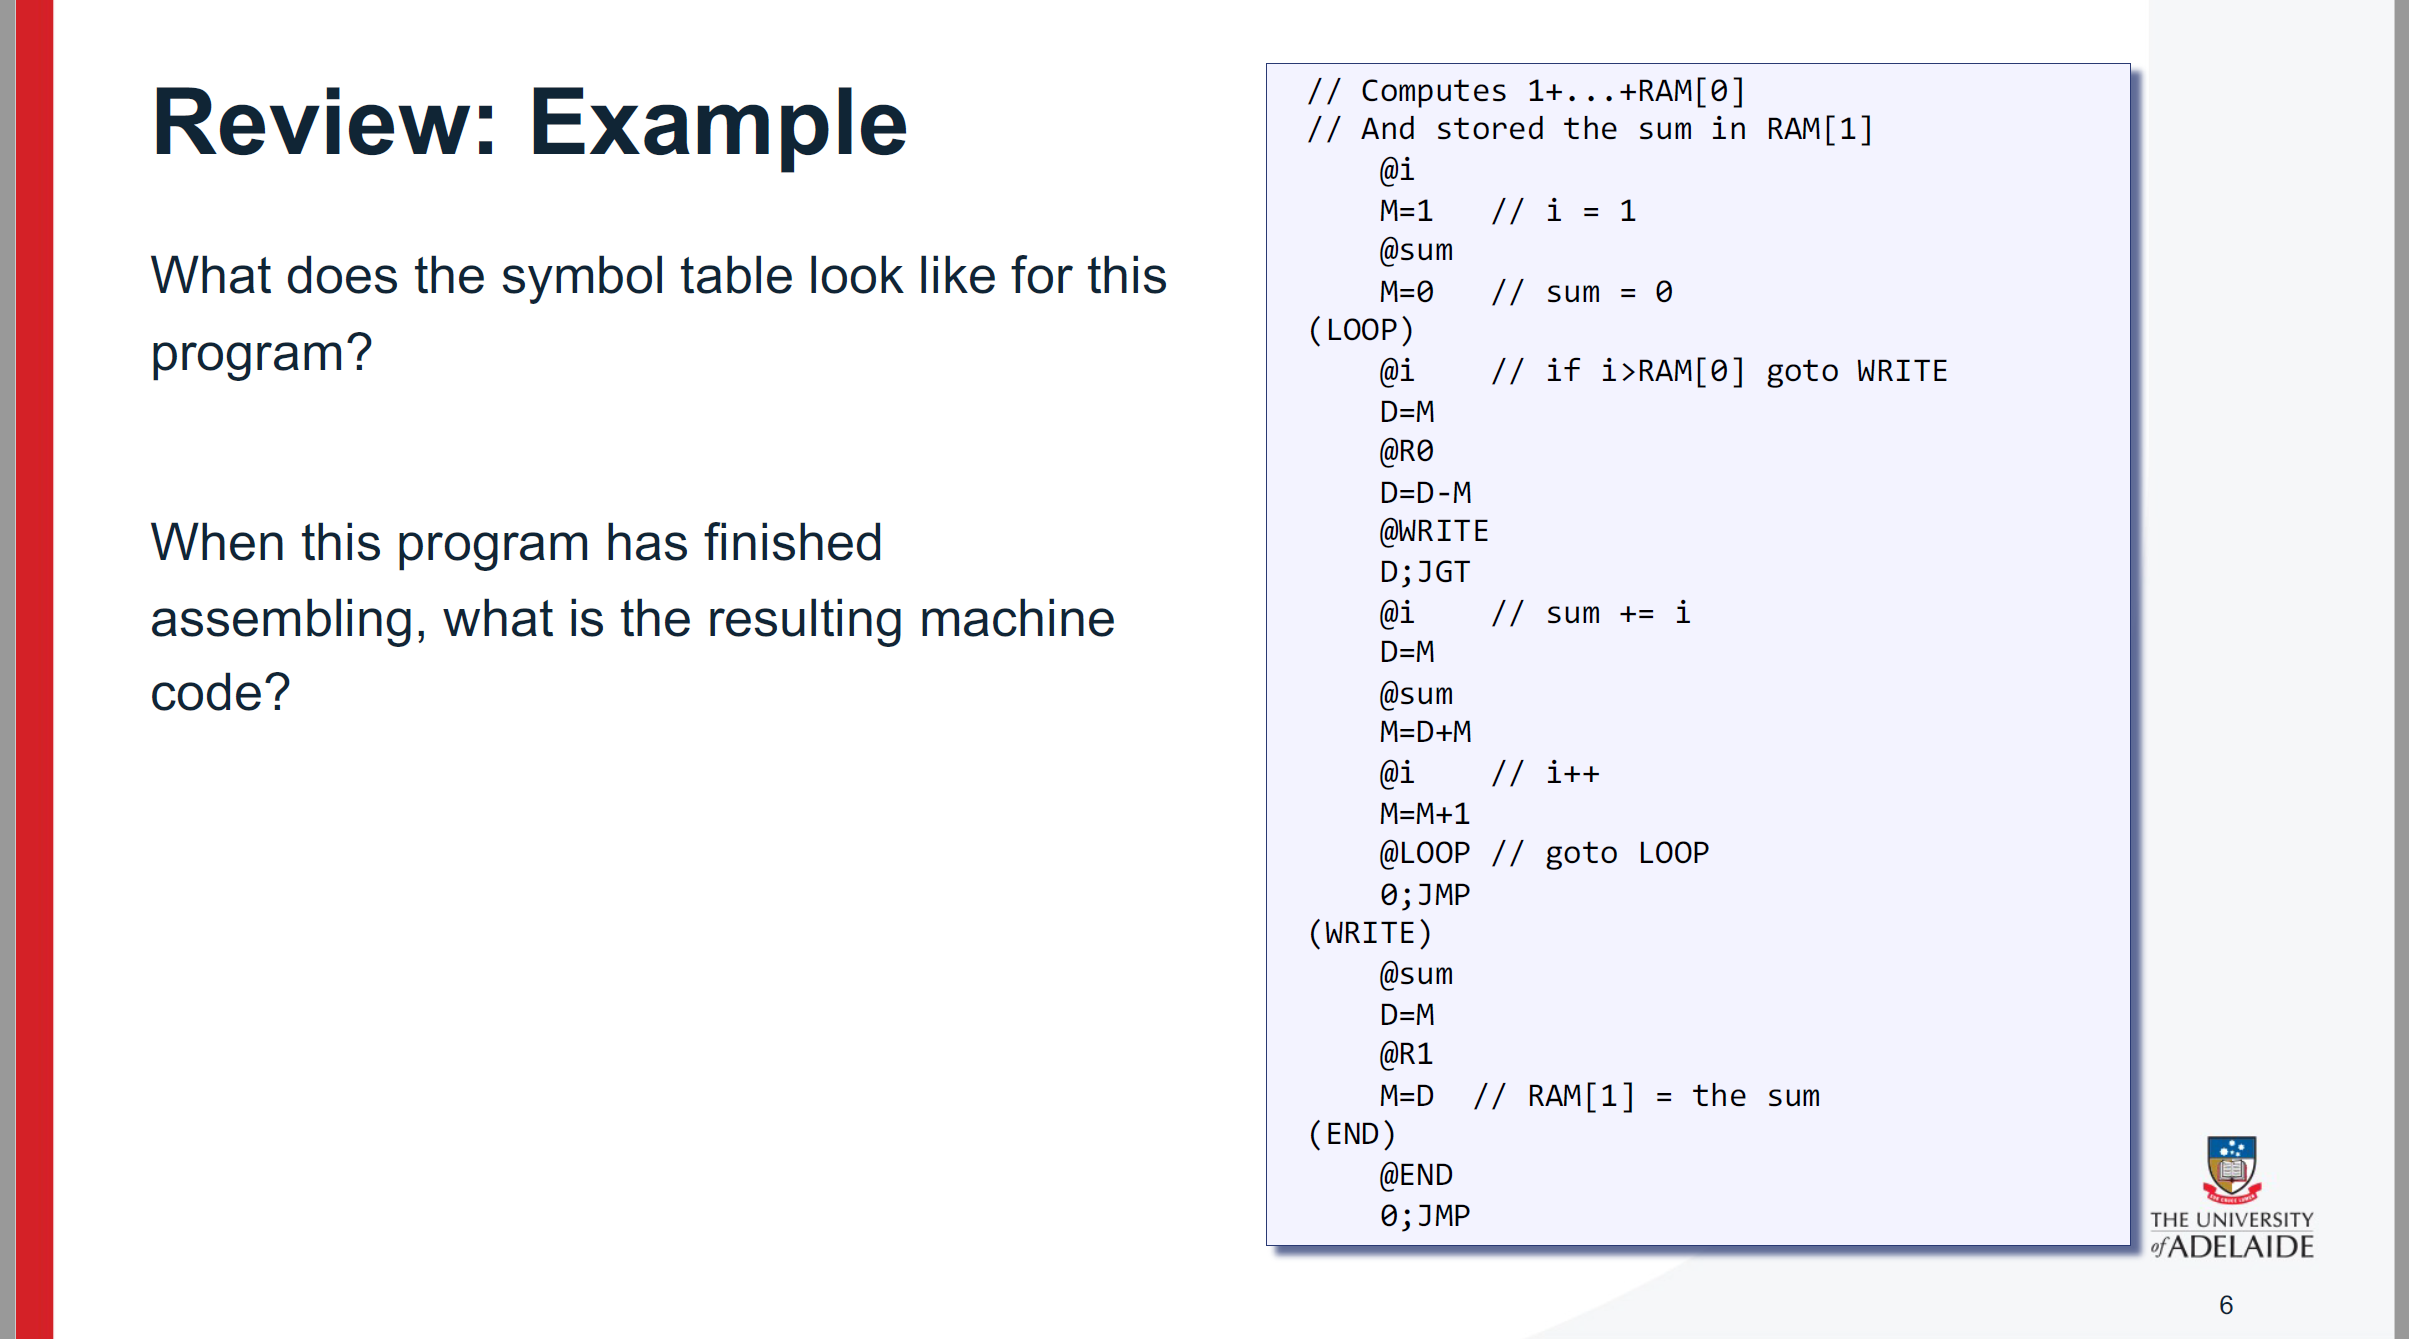 Review: Example
What does the symbol table look like for this
program?
When this program has finished
assembling, what is the resulting machine
code?
// Computes 1+...+RAM[0]
// And stored the sum in RAM[1]
@i
M=1 // i = 1
@sum
M=0 // sum = 0
(LOOP)
@i // if i>RAM[0] goto WRITE
D=M
@R0
D=D-M
@WRITE
D;JGT
@i // sum += i
D=M
@sum
M=D+M
@i // i++
M=M+1
@LOOP // goto LOOP
0;JMP
(WRITE)
@sum
D=M
@R1
M=D // RAM[1] = the sum
(END)
@END
0;JMP
THE UNIVERSITY
of ADELAIDE
6